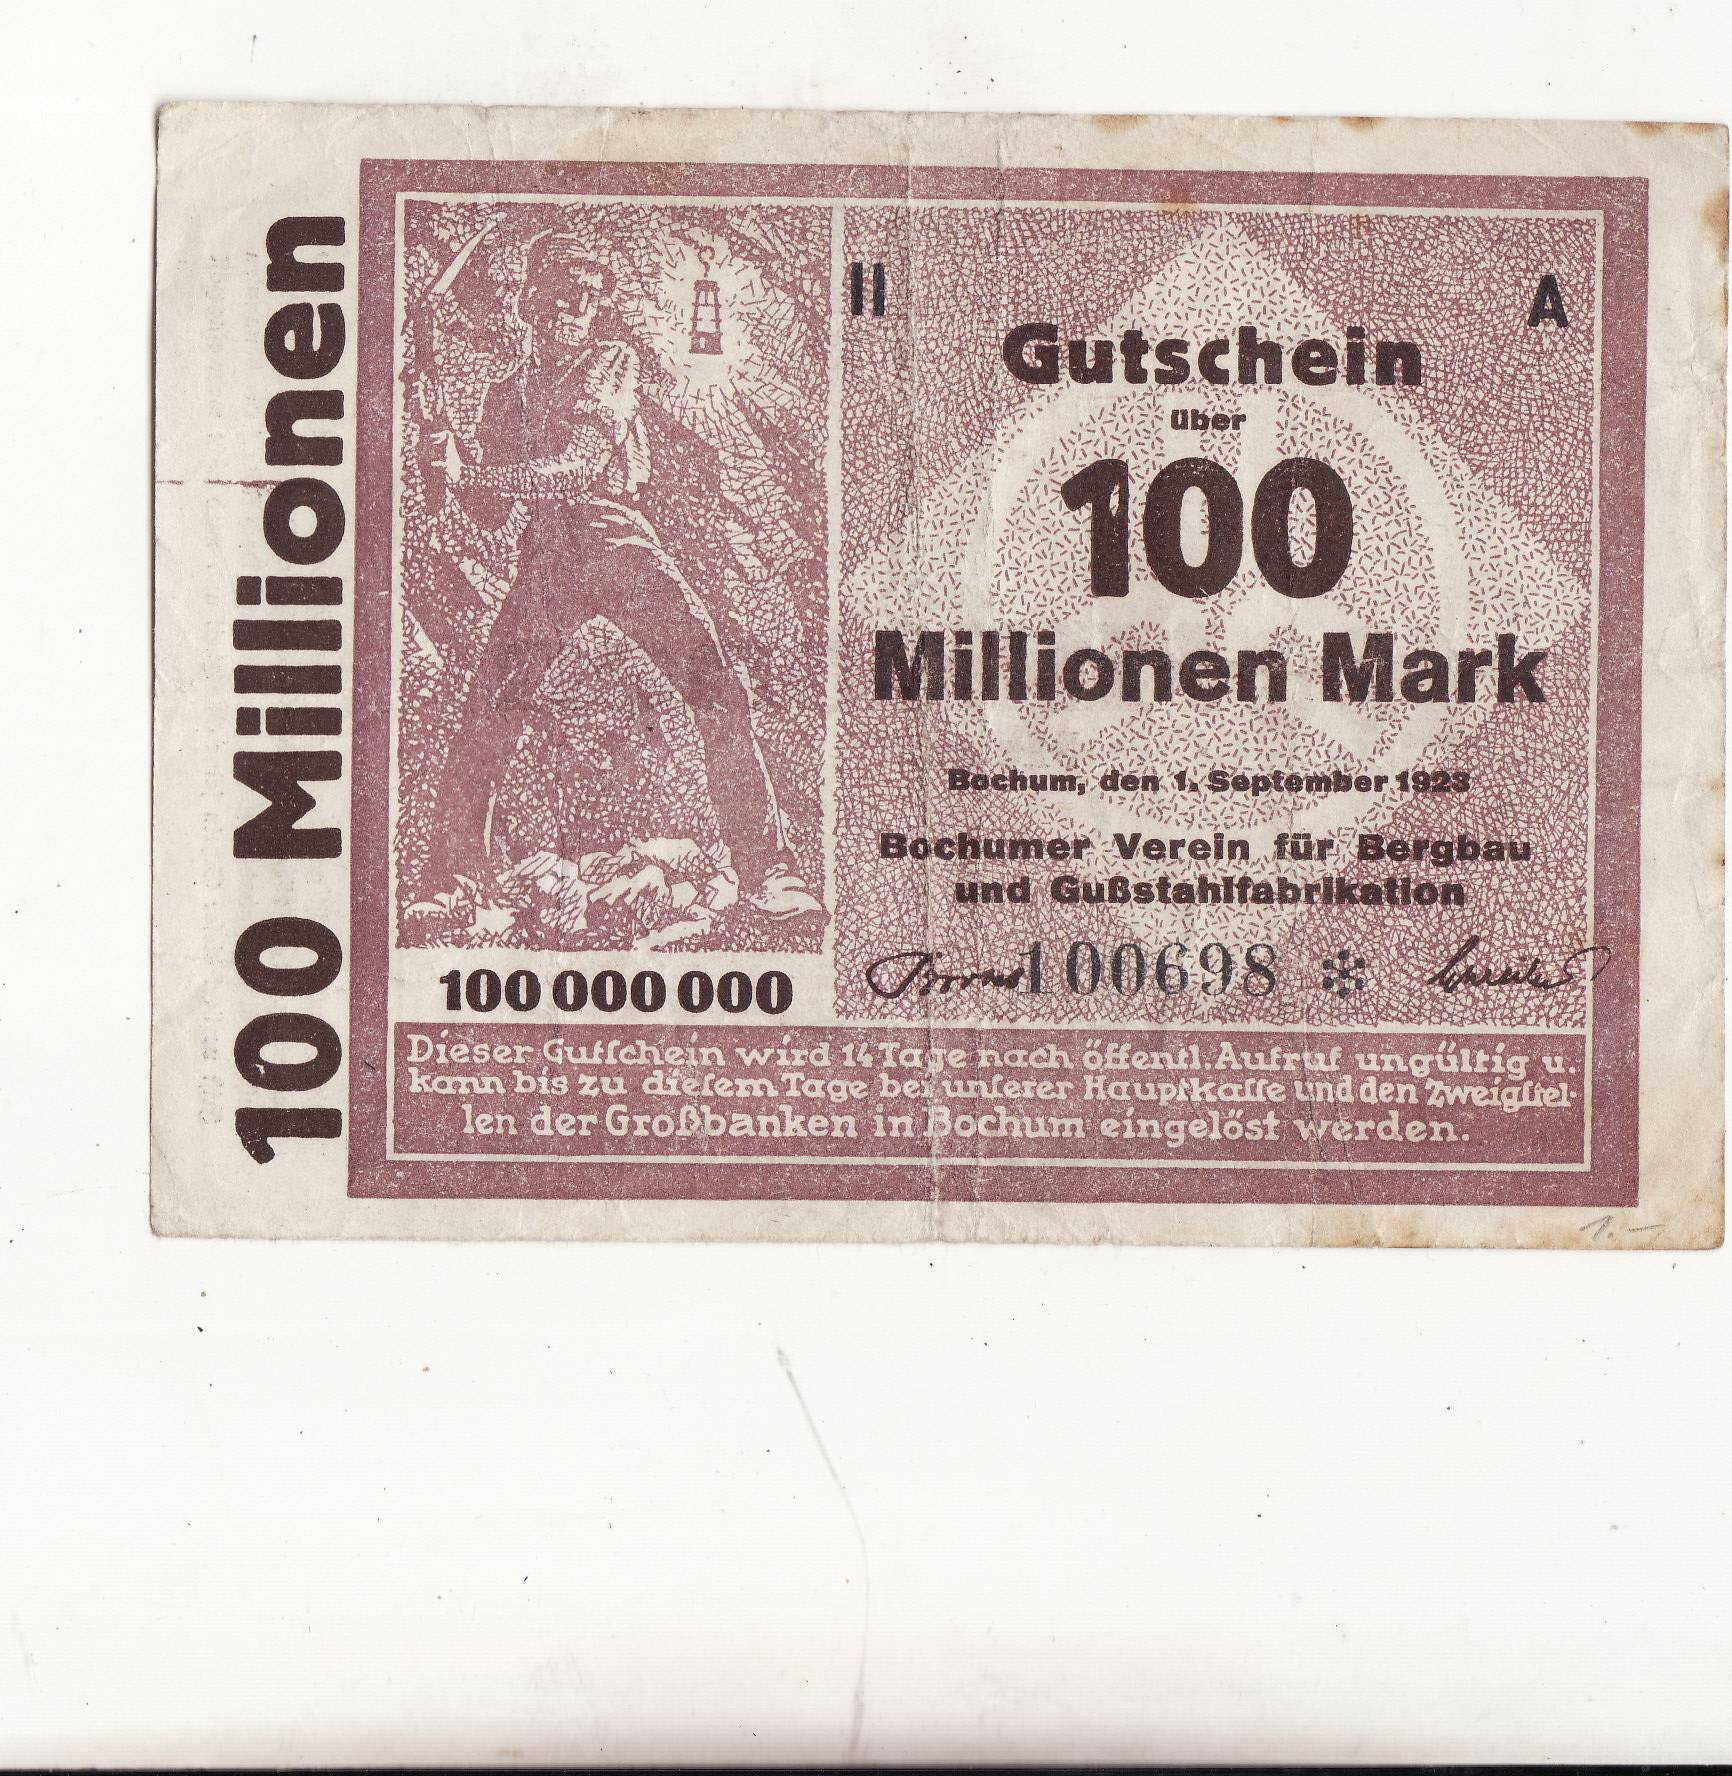 100 Millionen
II
A
Gutschein
über
100
Millionen Mark
Bochum, den 1. September 1923
Bochumer Verein für Bergbau
und Gußstahlfabrikation
100698 *
100 000 000
Dieser Gutſchein wird 14 Tage nach öffentl. Aufruf ungültig u.
kann bis zu dieſem Tage bei unſerer Hauptkaſſe und den Zweigſtel-
len der Großbanken in Bochum eingelöst werden.
1.-